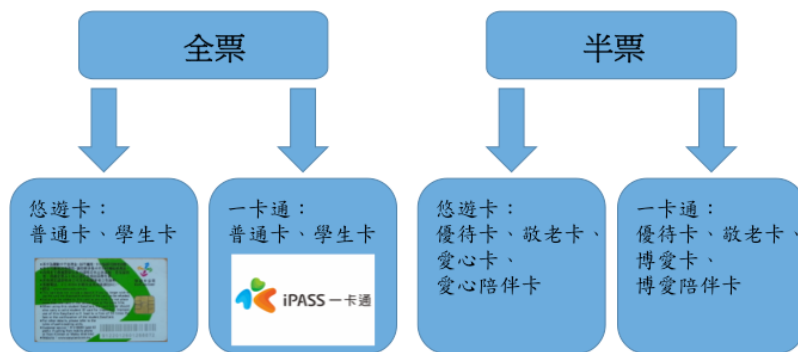 全票
半票
悠遊卡：
普通卡、學生卡
一卡通：
普通卡、學生卡
iPASS 一卡通
悠遊卡：
優待卡、敬老卡、
愛心卡、
愛心陪伴卡
一卡通：
優待卡、敬老卡、
博愛卡、
博愛陪伴卡